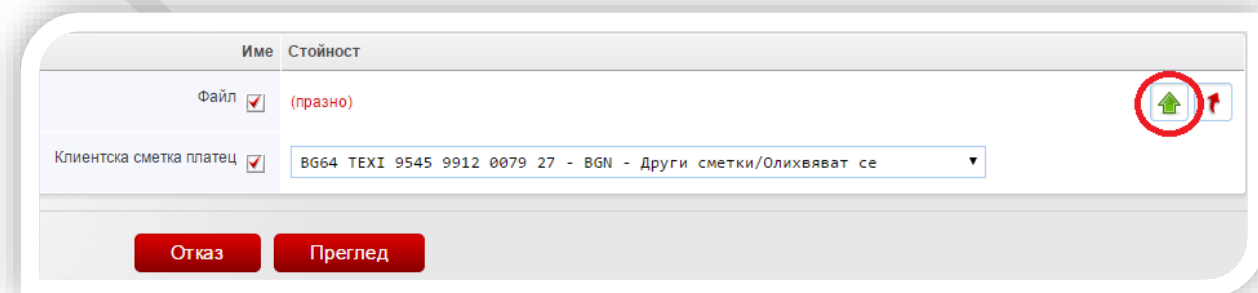 Име Стойност
Файл (празно)
Клиентска сметка платец BG64 TEXI 9545 9912 0079 27 - BGN - Други сметки/Олихвяват се
Отказ Преглед